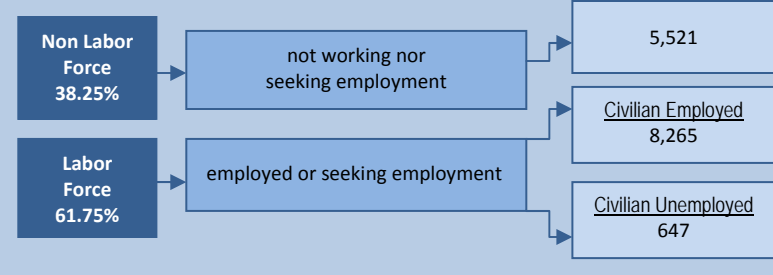 Non Labor
Force
38.25%
not working nor
seeking employment
5,521
Labor
Force
61.75%
employed or seeking employment
Civilian Employed
8,265
Civilian Unemployed
647